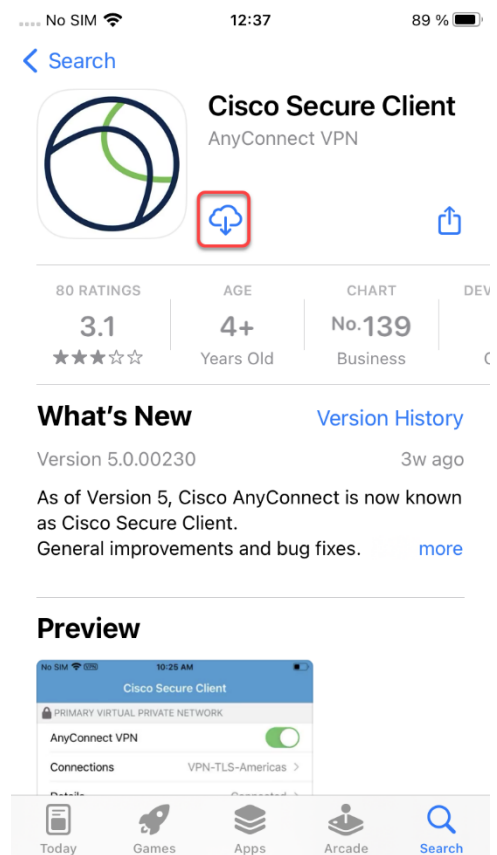 No SIM 12:37 89 %
Search
Cisco Secure Client
AnyConnect VPN
80 RATINGS AGE CHART DEV
3.1 4+ No.139
Years Old Business
What's New Version History
Version 5.0.00230 3w ago
As of Version 5, Cisco AnyConnect is now known
as Cisco Secure Client.
General improvements and bug fixes. more
Preview
No SIM VPN 10:25 AM
Cisco Secure Client
PRIMARY VIRTUAL PRIVATE NETWORK
AnyConnect VPN
Connections VPN-TLS-Americas
Details Connected
Today Games Apps Arcade Search